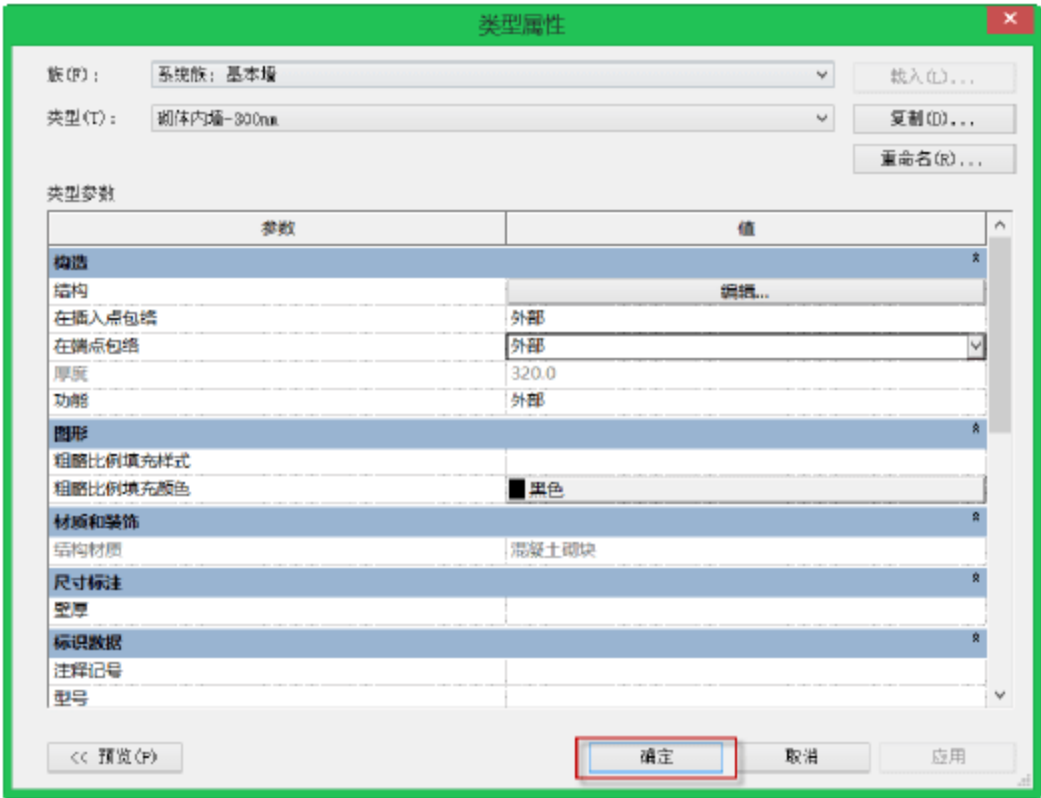 类型属性
族(F): 系统族: 基本墙 载入(L)...
类型(T): 砌体内墙-300mm 复制(D)...
重命名(R)...
类型参数
参数 值
构造
结构 编辑...
在插入点包络 外部
在端点包络 外部
厚度 320.0
功能 外部
图形
粗略比例填充样式
粗略比例填充颜色 黑色
材质和装饰
结构材质 混凝土砌块
尺寸标注
壁厚
标识数据
注释记号
型号
<< 预览(P) 确定 取消 应用